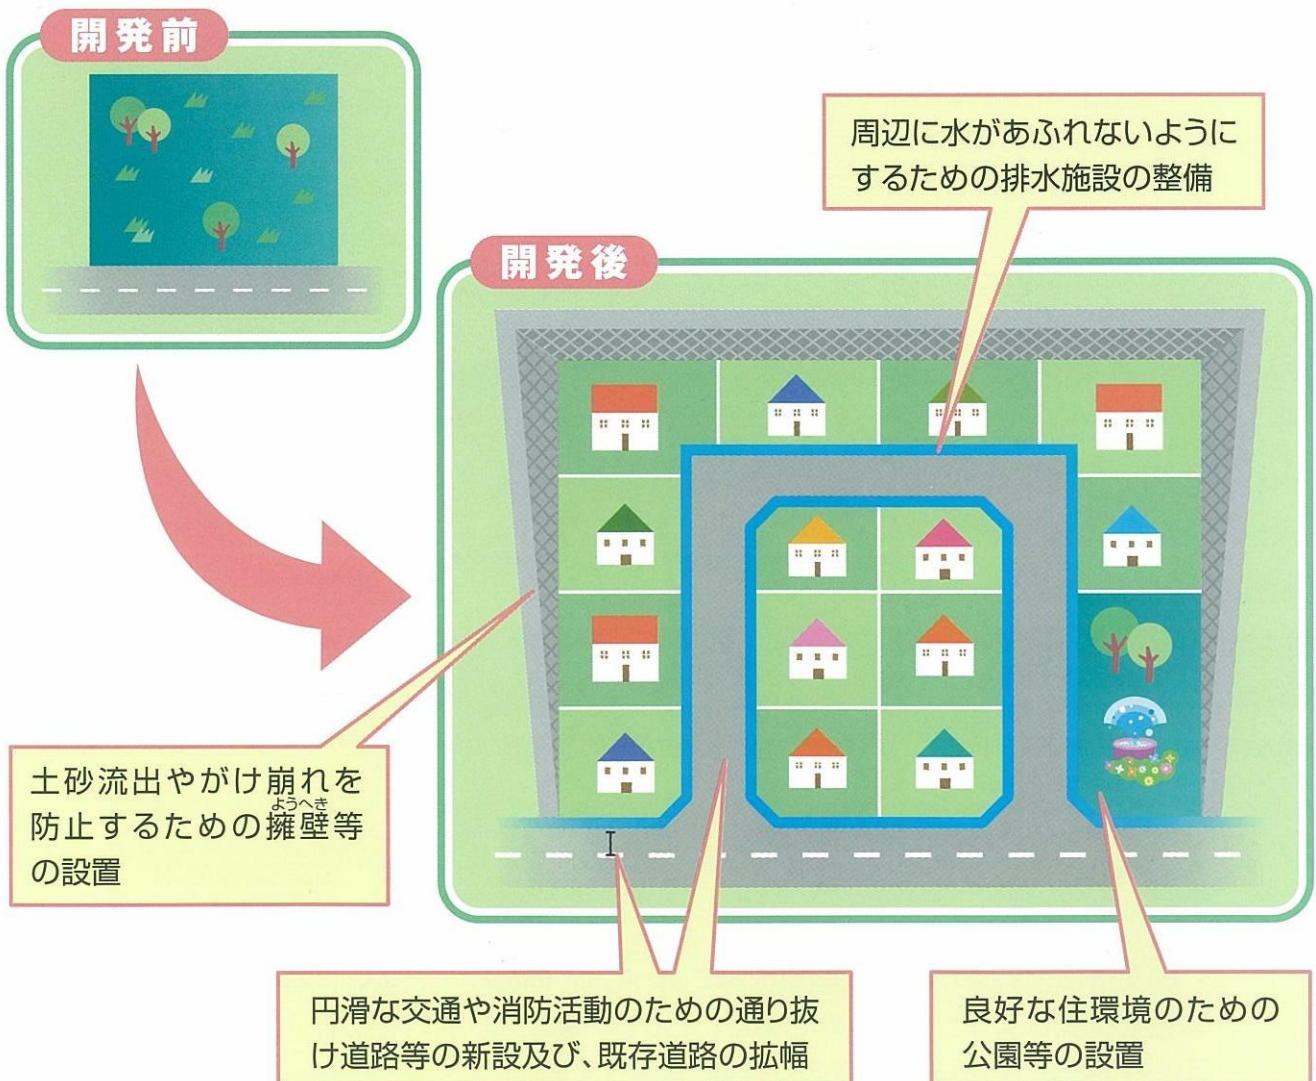 開発前
周辺に水があふれないように
するための排水施設の整備
開発後
土砂流出やがけ崩れを
防止するための擁壁等
ようへき
の設置
円滑な交通や消防活動のための通り抜
け道路等の新設及び、既存道路の拡幅
良好な住環境のための
公園等の設置